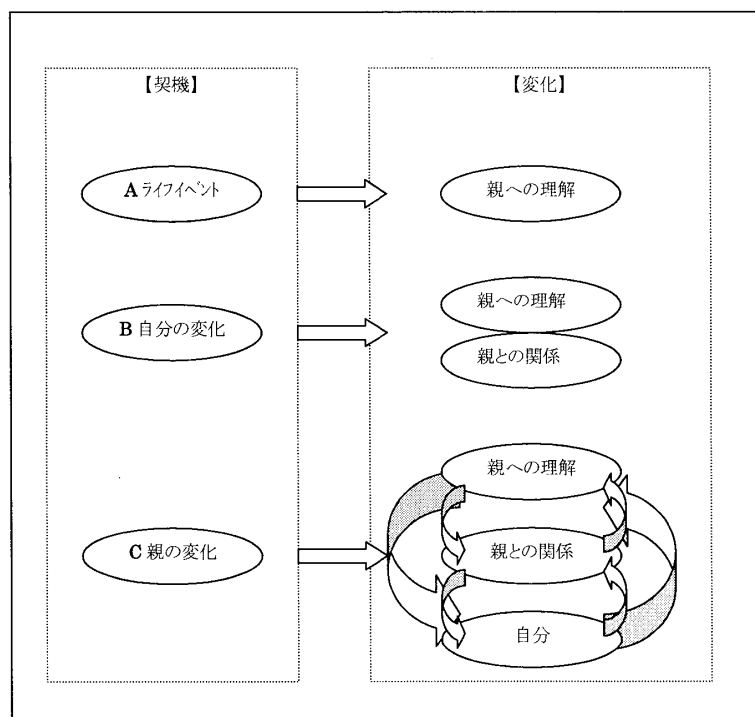 【契機】
【変化】
A ライフイベント
親への理解
B 自分の変化
親への理解
親との関係
C 親の変化
親への理解
親との関係
自分